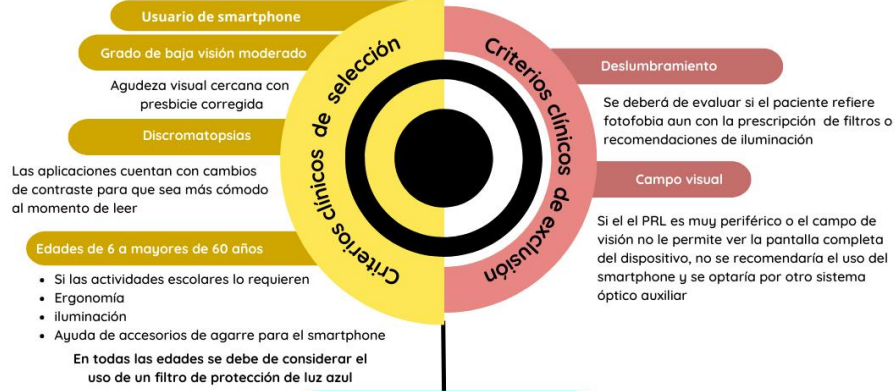 Usuario de smartphone
Grado de baja visión moderado
Agudeza visual cercana con
presbicie corregida
Discromatopsias
Las aplicaciones cuentan con cambios
de contraste para que sea más cómodo
al momento de leer
Edades de 6 a mayores de 60 años
• Si las actividades escolares lo requieren
• Ergonomía
• iluminación
• Ayuda de accesorios de agarre para el smartphone
En todas las edades se debe de considerar el
uso de un filtro de protección de luz azul
Criterios clínicos de selección
Criterios clínicos de exclusión
Deslumbramiento
Se deberá de evaluar si el paciente refiere
fotofobia aun con la prescripción de filtros o
recomendaciones de iluminación
Campo visual
Si el el PRL es muy periférico o el campo de
visión no le permite ver la pantalla completa
del dispositivo, no se recomendaría el uso del
smartphone y se optaría por otro sistema
óptico auxiliar